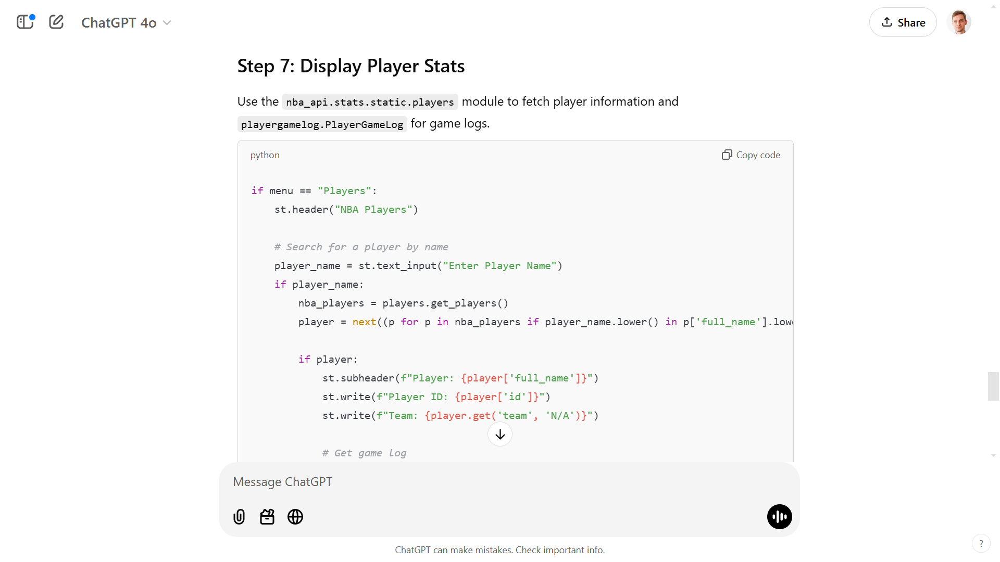 ChatGPT 4o
Share
Step 7: Display Player Stats
Use the nba_api.stats.static.players module to fetch player information and
playergamelog.PlayerGameLog for game logs.
python
Copy code
if menu == "Players":
    st.header("NBA Players")
    # Search for a player by name
    player_name = st.text_input("Enter Player Name")
    if player_name:
        nba_players = players.get_players()
        player = next((p for p in nba_players if player_name.lower() in p['full_name'].lowe
        if player:
            st.subheader(f"Player: {player['full_name']}")
            st.write(f"Player ID: {player['id']}")
            st.write(f"Team: {player.get('team', 'N/A')}")
            # Get game log
Message ChatGPT
ChatGPT can make mistakes. Check important info.
?